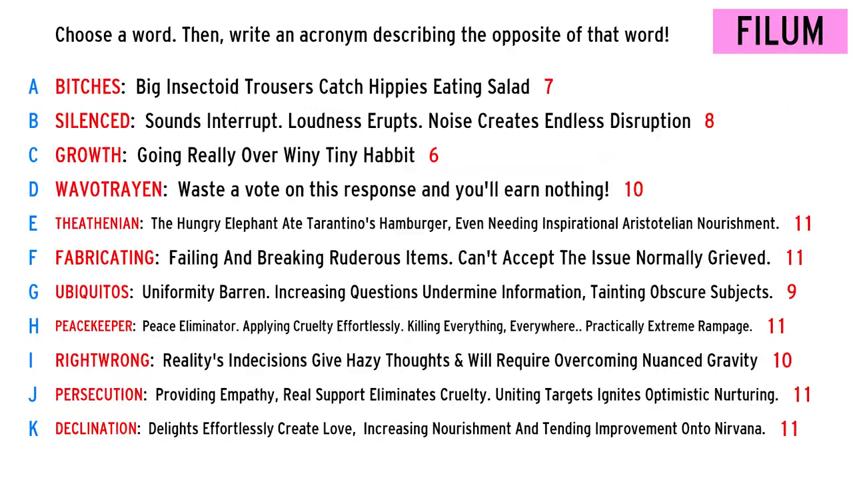 Choose a word. Then, write an acronym describing the opposite of that word!
FILUM
A BITCHES: Big Insectoid Trousers Catch Hippies Eating Salad 7
B SILENCED: Sounds Interrupt. Loudness Erupts. Noise Creates Endless Disruption 8
C GROWTH: Going Really Over Winy Tiny Habbit 6
D WAVOTRAYEN: Waste a vote on this response and you'll earn nothing! 10
E THEATHENIAN: The Hungry Elephant Ate Tarantino's Hamburger, Even Needing Inspirational Aristotelian Nourishment. 11
F FABRICATING: Failing And Breaking Ruderous Items. Can't Accept The Issue Normally Grieved. 11
G UBIQUITOS: Uniformity Barren. Increasing Questions Undermine Information, Tainting Obscure Subjects. 9
H PEACEKEEPER: Peace Eliminator. Applying Cruelty Effortlessly. Killing Everything, Everywhere.. Practically Extreme Rampage. 11
I RIGHTWRONG: Reality's Indecisions Give Hazy Thoughts & Will Require Overcoming Nuanced Gravity 10
J PERSECUTION: Providing Empathy, Real Support Eliminates Cruelty. Uniting Targets Ignites Optimistic Nurturing. 11
K DECLINATION: Delights Effortlessly Create Love, Increasing Nourishment And Tending Improvement Onto Nirvana. 11